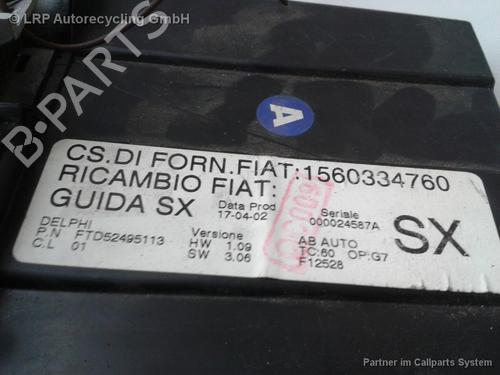 © LRP Autorecycling GmbH
B-PARTS
A
CS.DI FORN.FIAT:1560334760
RICAMBIO FIAT:
GUIDA SX
Data Prod
17-04-02
Seriale
000024587A
SX
DELPHI
P.N FTD52495113
C.L 01
Versione
HW 1.09
SW 3.06
AB AUTO
TC:60 OP:G7
F12528
Partner im Callparts System